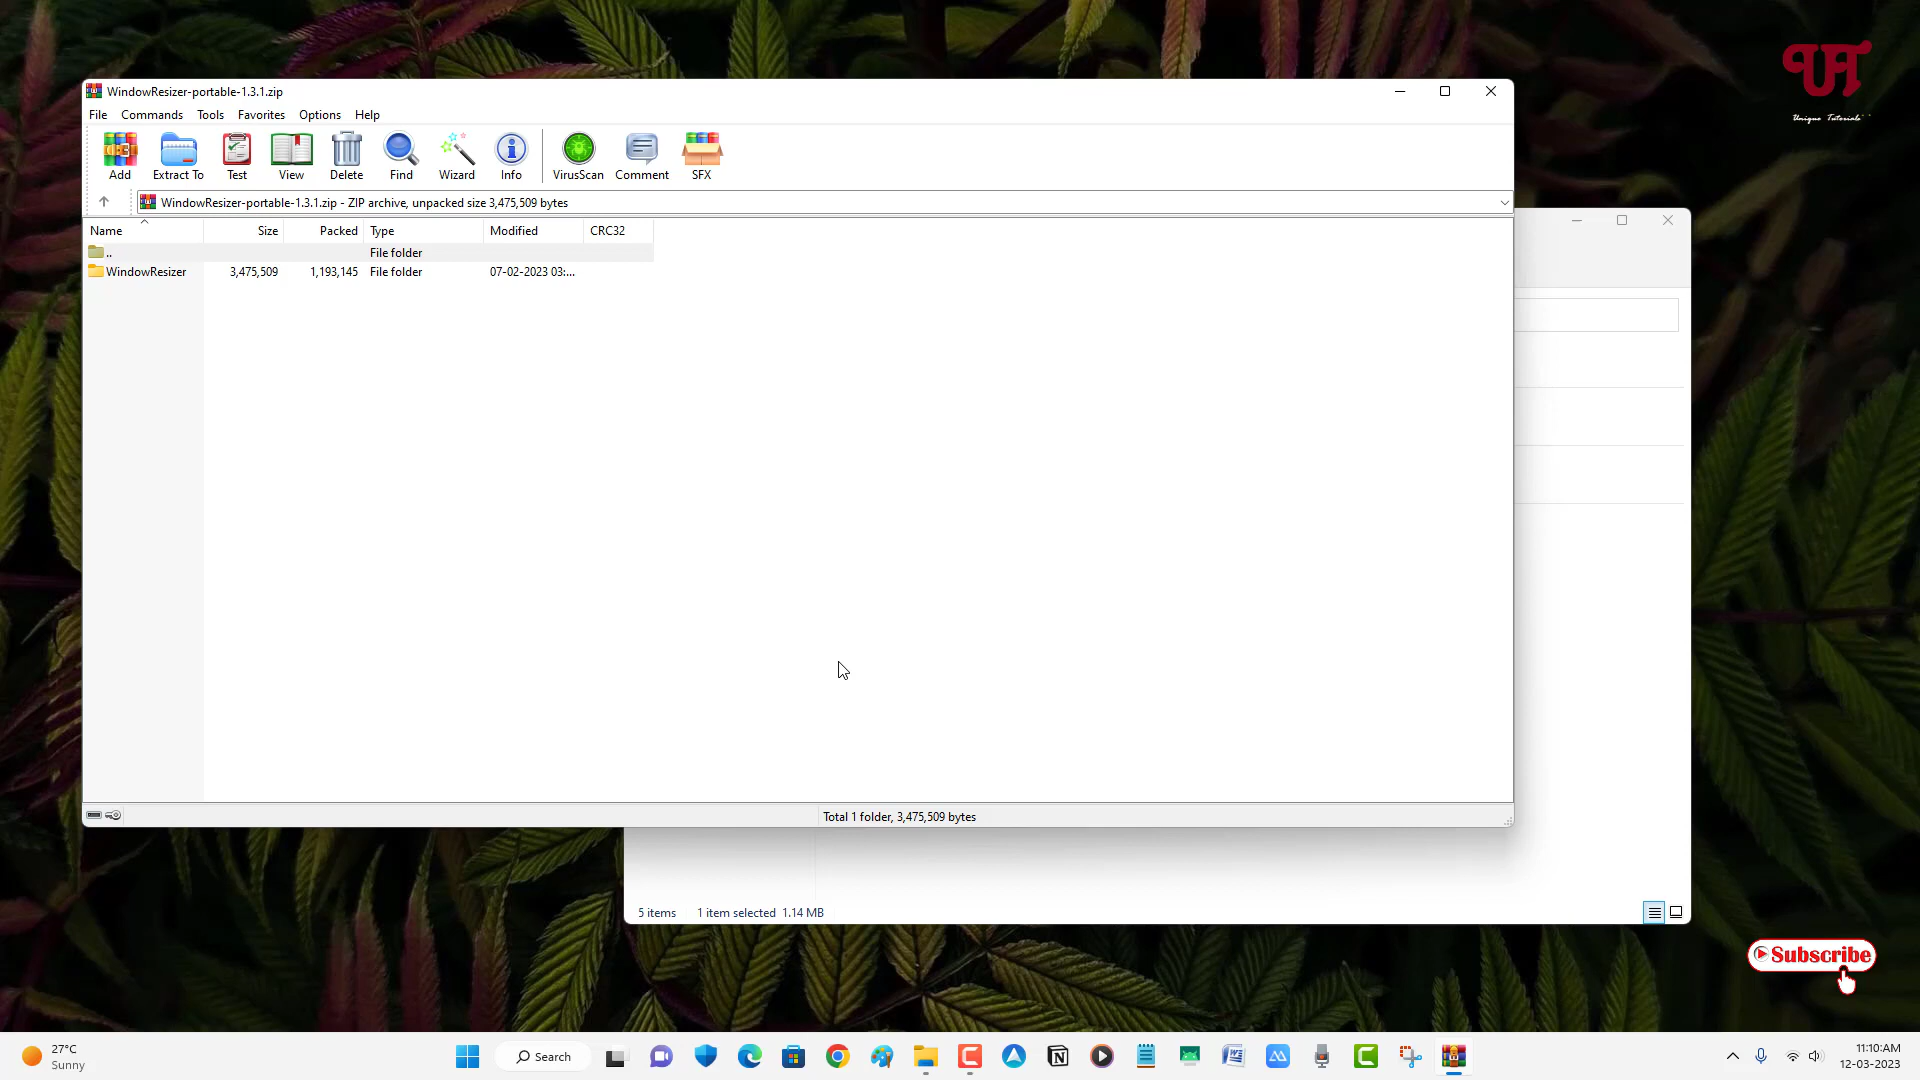 WindowResizer-portable-1.3.1.zip
File Commands Tools Favorites Options Help
Add Extract To Test View Delete Find Wizard Info VirusScan Comment SFX
WindowResizer-portable-1.3.1.zip - ZIP archive, unpacked size 3,475,509 bytes
Name Size Packed Type Modified CRC32
.. File folder
WindowResizer 3,475,509 1,193,145 File folder 07-02-2023 03:...
Total 1 folder, 3,475,509 bytes
5 items 1 item selected 1.14 MB
UT
Unique Tutorials
Subscribe
27°C
Sunny
Search
11:10:AM
12-03-2023